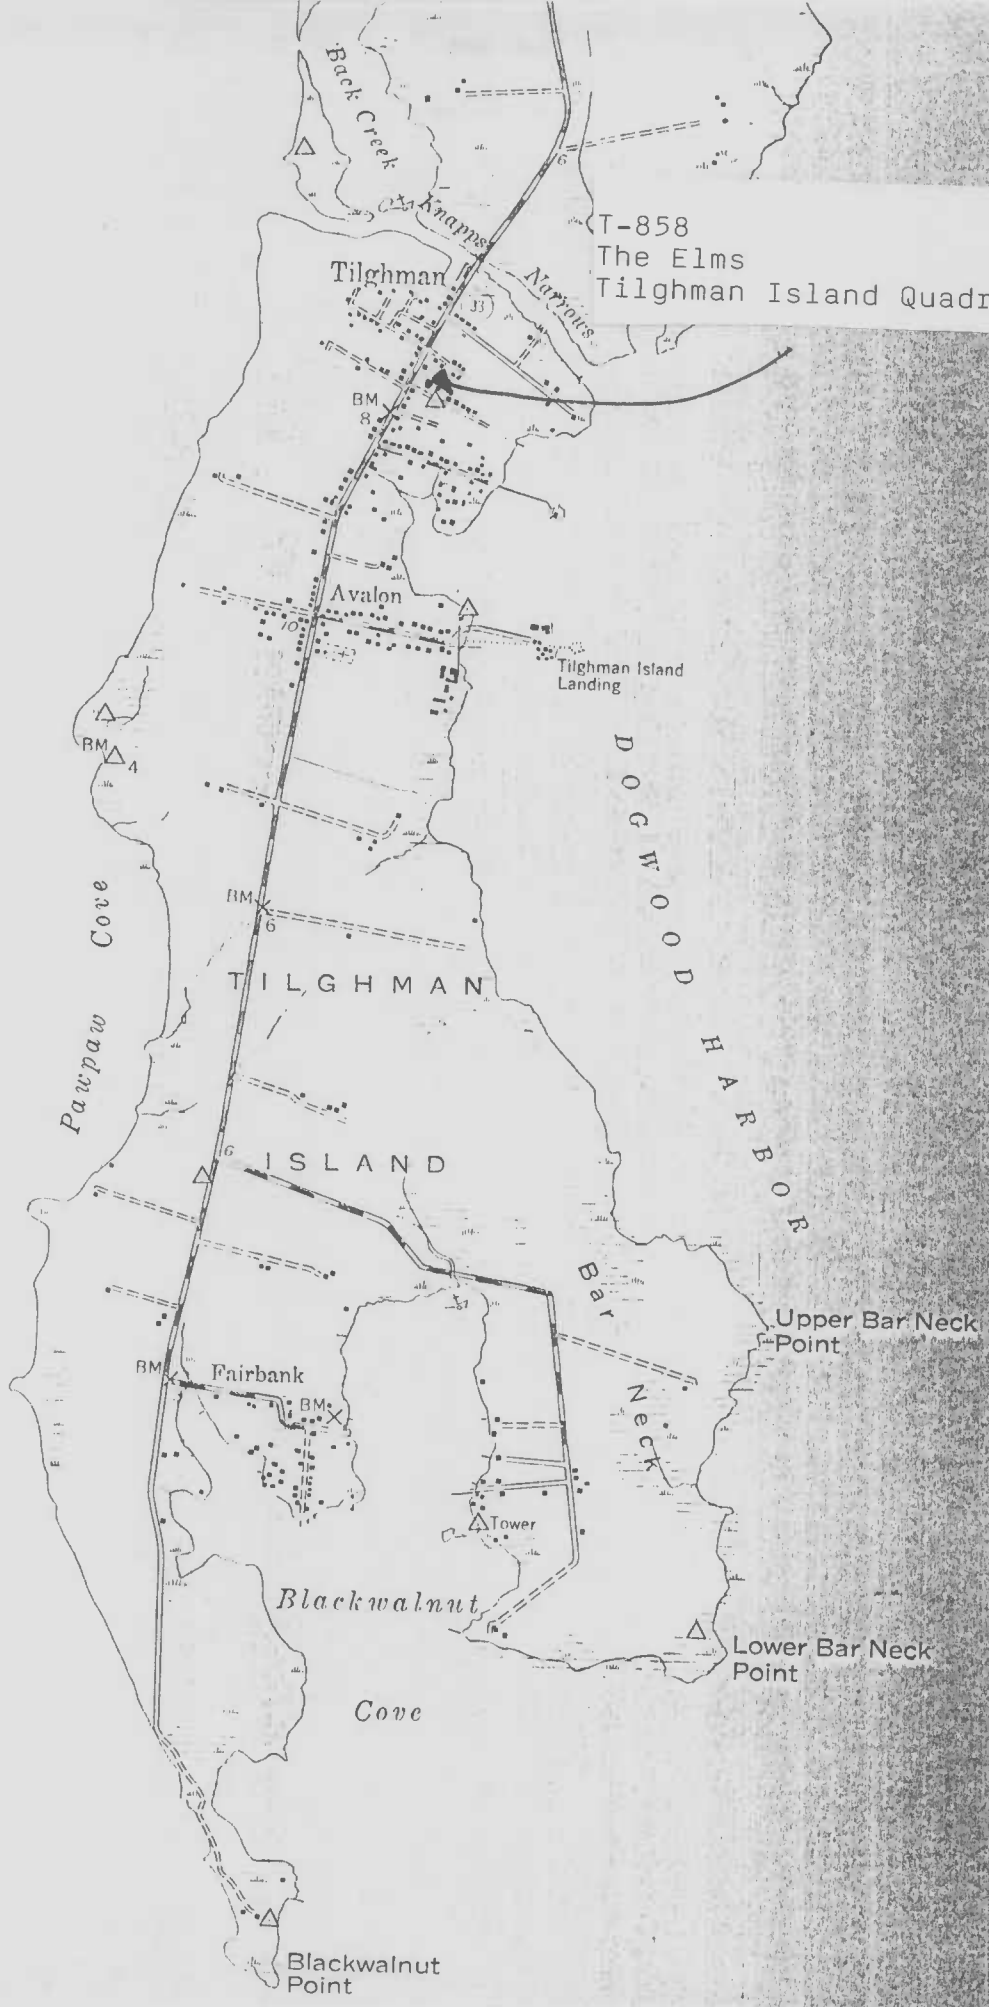 Back Creek
6
T-858
The Elms
Tilghman Island Quadr
Knapps
Narrows
Tilghman
33
BM
8
Avalon
10
Tilghman Island
Landing
BM
4
DOGWOOD HARBOR
BM
6
Pawpaw Cove
TILGHMAN
ISLAND
6
Bar Neck
Upper Bar Neck
Point
BM
Fairbank
BM
Tower
Blackwalnut
Cove
Lower Bar Neck
Point
Blackwalnut
Point